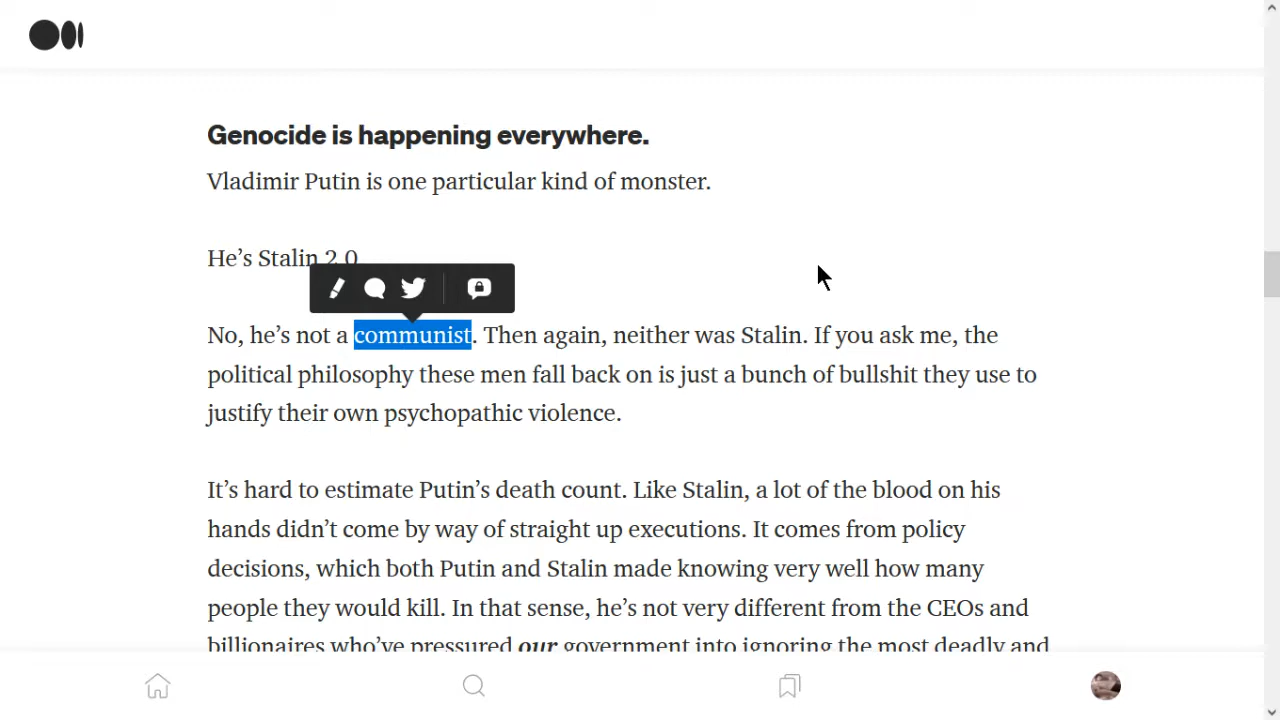 Genocide is happening everywhere.
Vladimir Putin is one particular kind of monster.
He’s Stalin 2.0
No, he’s not a communist. Then again, neither was Stalin. If you ask me, the
political philosophy these men fall back on is just a bunch of bullshit they use to
justify their own psychopathic violence.
It’s hard to estimate Putin’s death count. Like Stalin, a lot of the blood on his
hands didn’t come by way of straight up executions. It comes from policy
decisions, which both Putin and Stalin made knowing very well how many
people they would kill. In that sense, he’s not very different from the CEOs and
billionaires who’ve pressured our government into ignoring the most deadly and